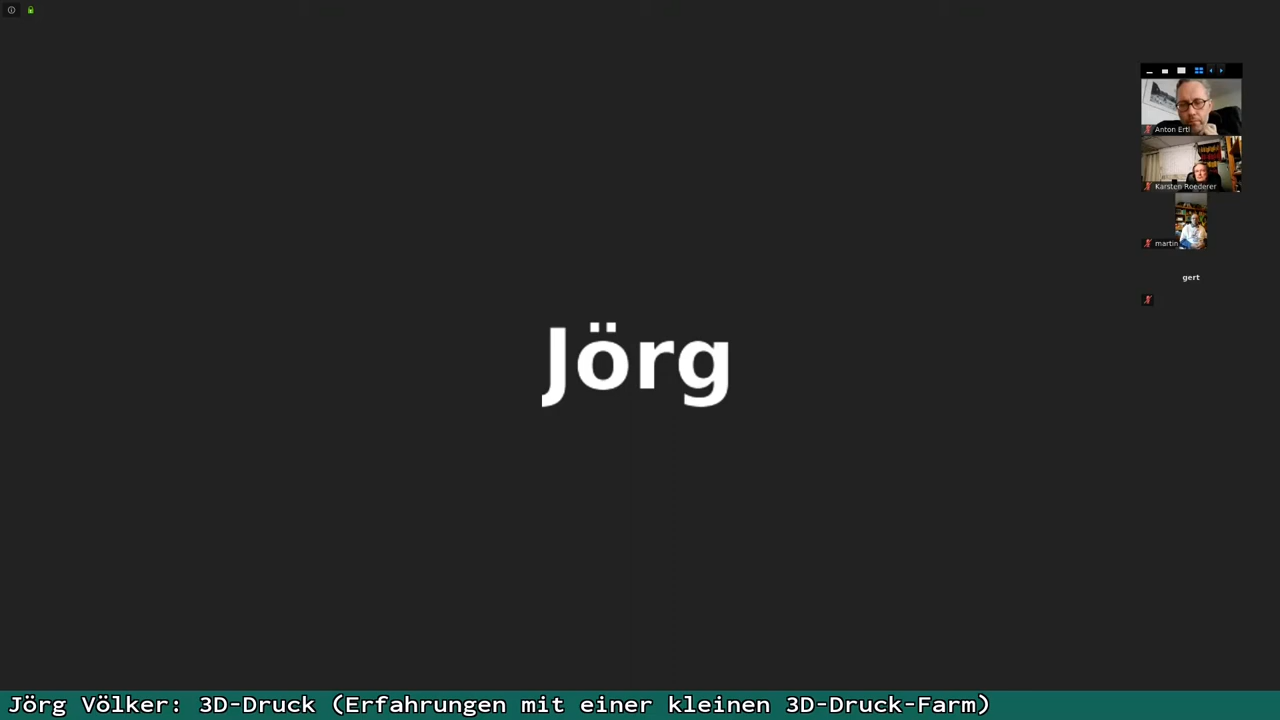 Anton Ertl
Karsten Roederer
martin
gert
Jörg
Jörg Völker: 3D-Druck (Erfahrungen mit einer kleinen 3D-Druck-Farm)